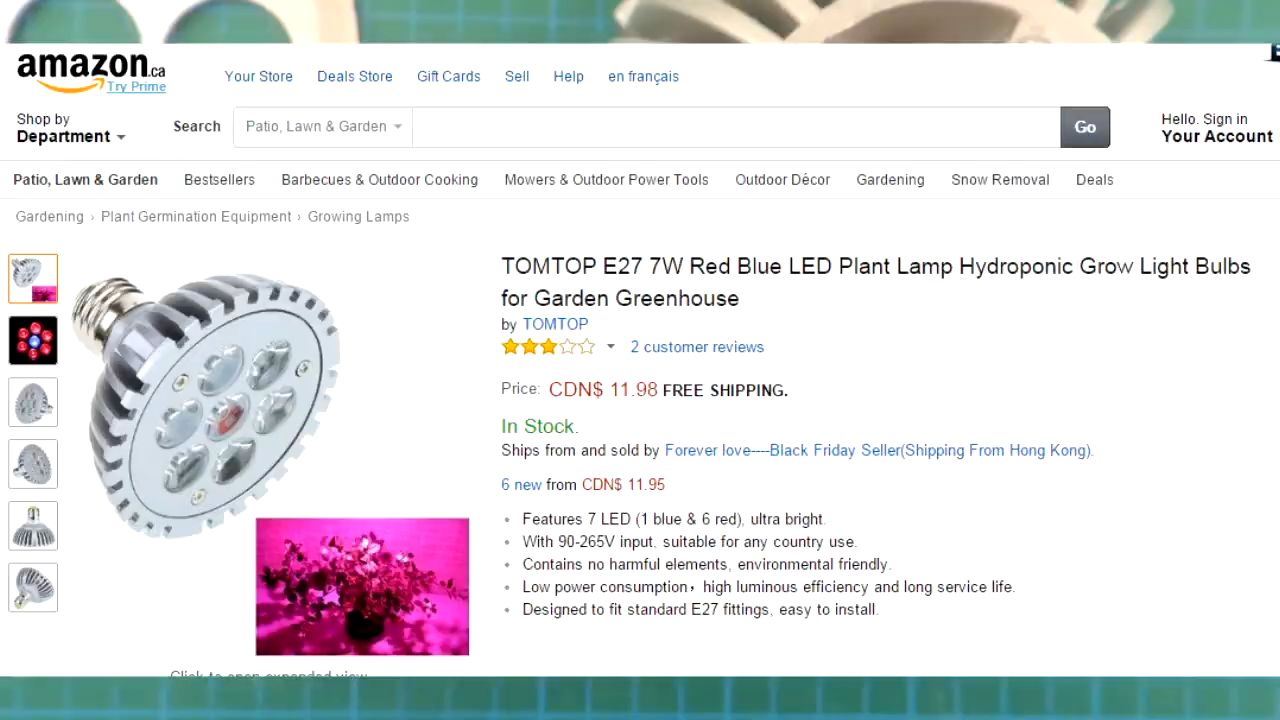 amazon.ca
Try Prime
Your Store Deals Store Gift Cards Sell Help en français
Shop by
Department
Search
Patio, Lawn & Garden
Go
Hello. Sign in
Your Account
Patio, Lawn & Garden Bestsellers Barbecues & Outdoor Cooking Mowers & Outdoor Power Tools Outdoor Décor Gardening Snow Removal Deals
Gardening › Plant Germination Equipment › Growing Lamps
TOMTOP E27 7W Red Blue LED Plant Lamp Hydroponic Grow Light Bulbs
for Garden Greenhouse
by TOMTOP
2 customer reviews
Price: CDN$ 11.98 FREE SHIPPING.
In Stock.
Ships from and sold by Forever love----Black Friday Seller(Shipping From Hong Kong).
6 new from CDN$ 11.95
• Features 7 LED (1 blue & 6 red), ultra bright.
• With 90-265V input, suitable for any country use.
• Contains no harmful elements, environmental friendly.
• Low power consumption，high luminous efficiency and long service life.
• Designed to fit standard E27 fittings, easy to install.
Click to open expanded view